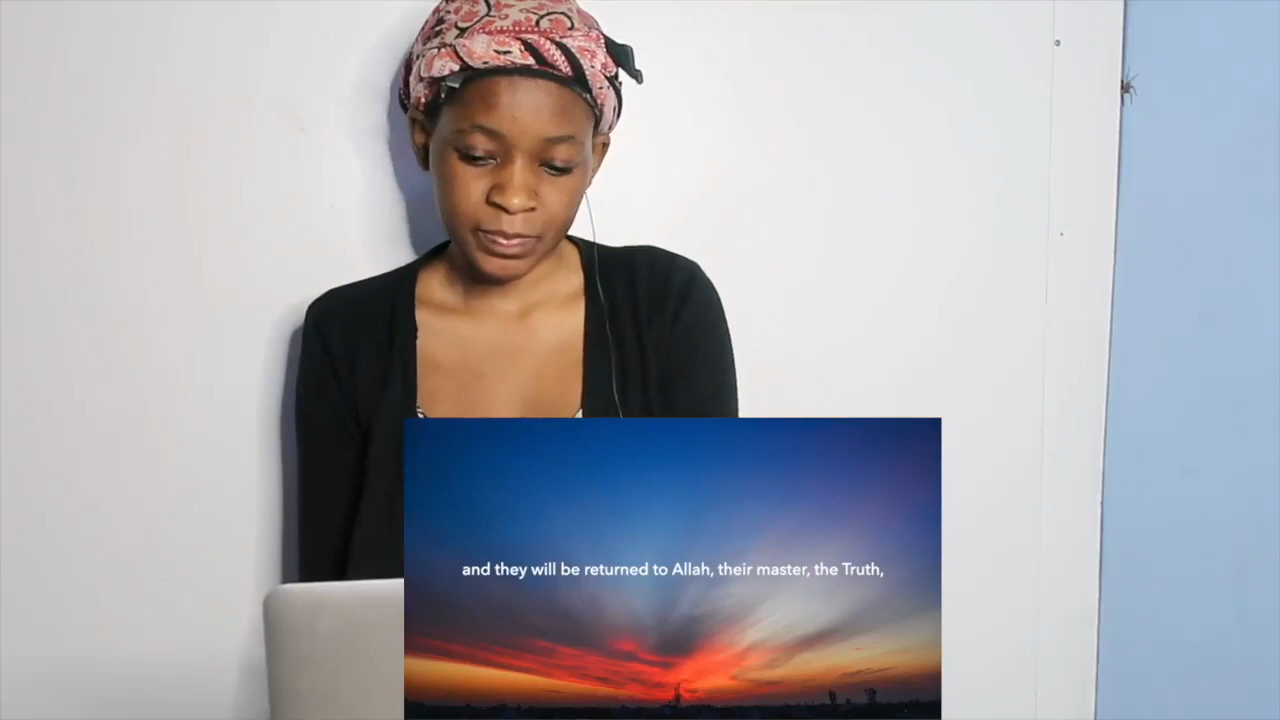 and they will be returned to Allah, their master, the Truth,